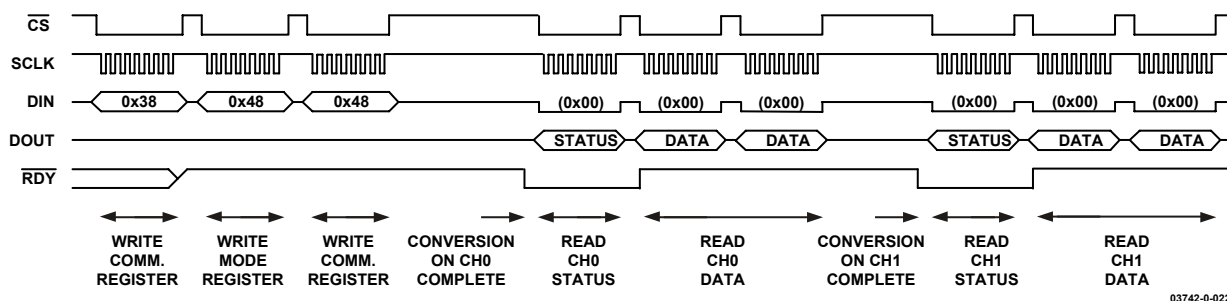 CS
SCLK
DIN 0x38 0x48 0x48 (0x00) (0x00) (0x00) (0x00) (0x00) (0x00)
DOUT STATUS DATA DATA STATUS DATA DATA
RDY
WRITE COMM. REGISTER
WRITE MODE REGISTER
WRITE COMM. REGISTER
CONVERSION ON CH0 COMPLETE
READ CH0 STATUS
READ CH0 DATA
CONVERSION ON CH1 COMPLETE
READ CH1 STATUS
READ CH1 DATA